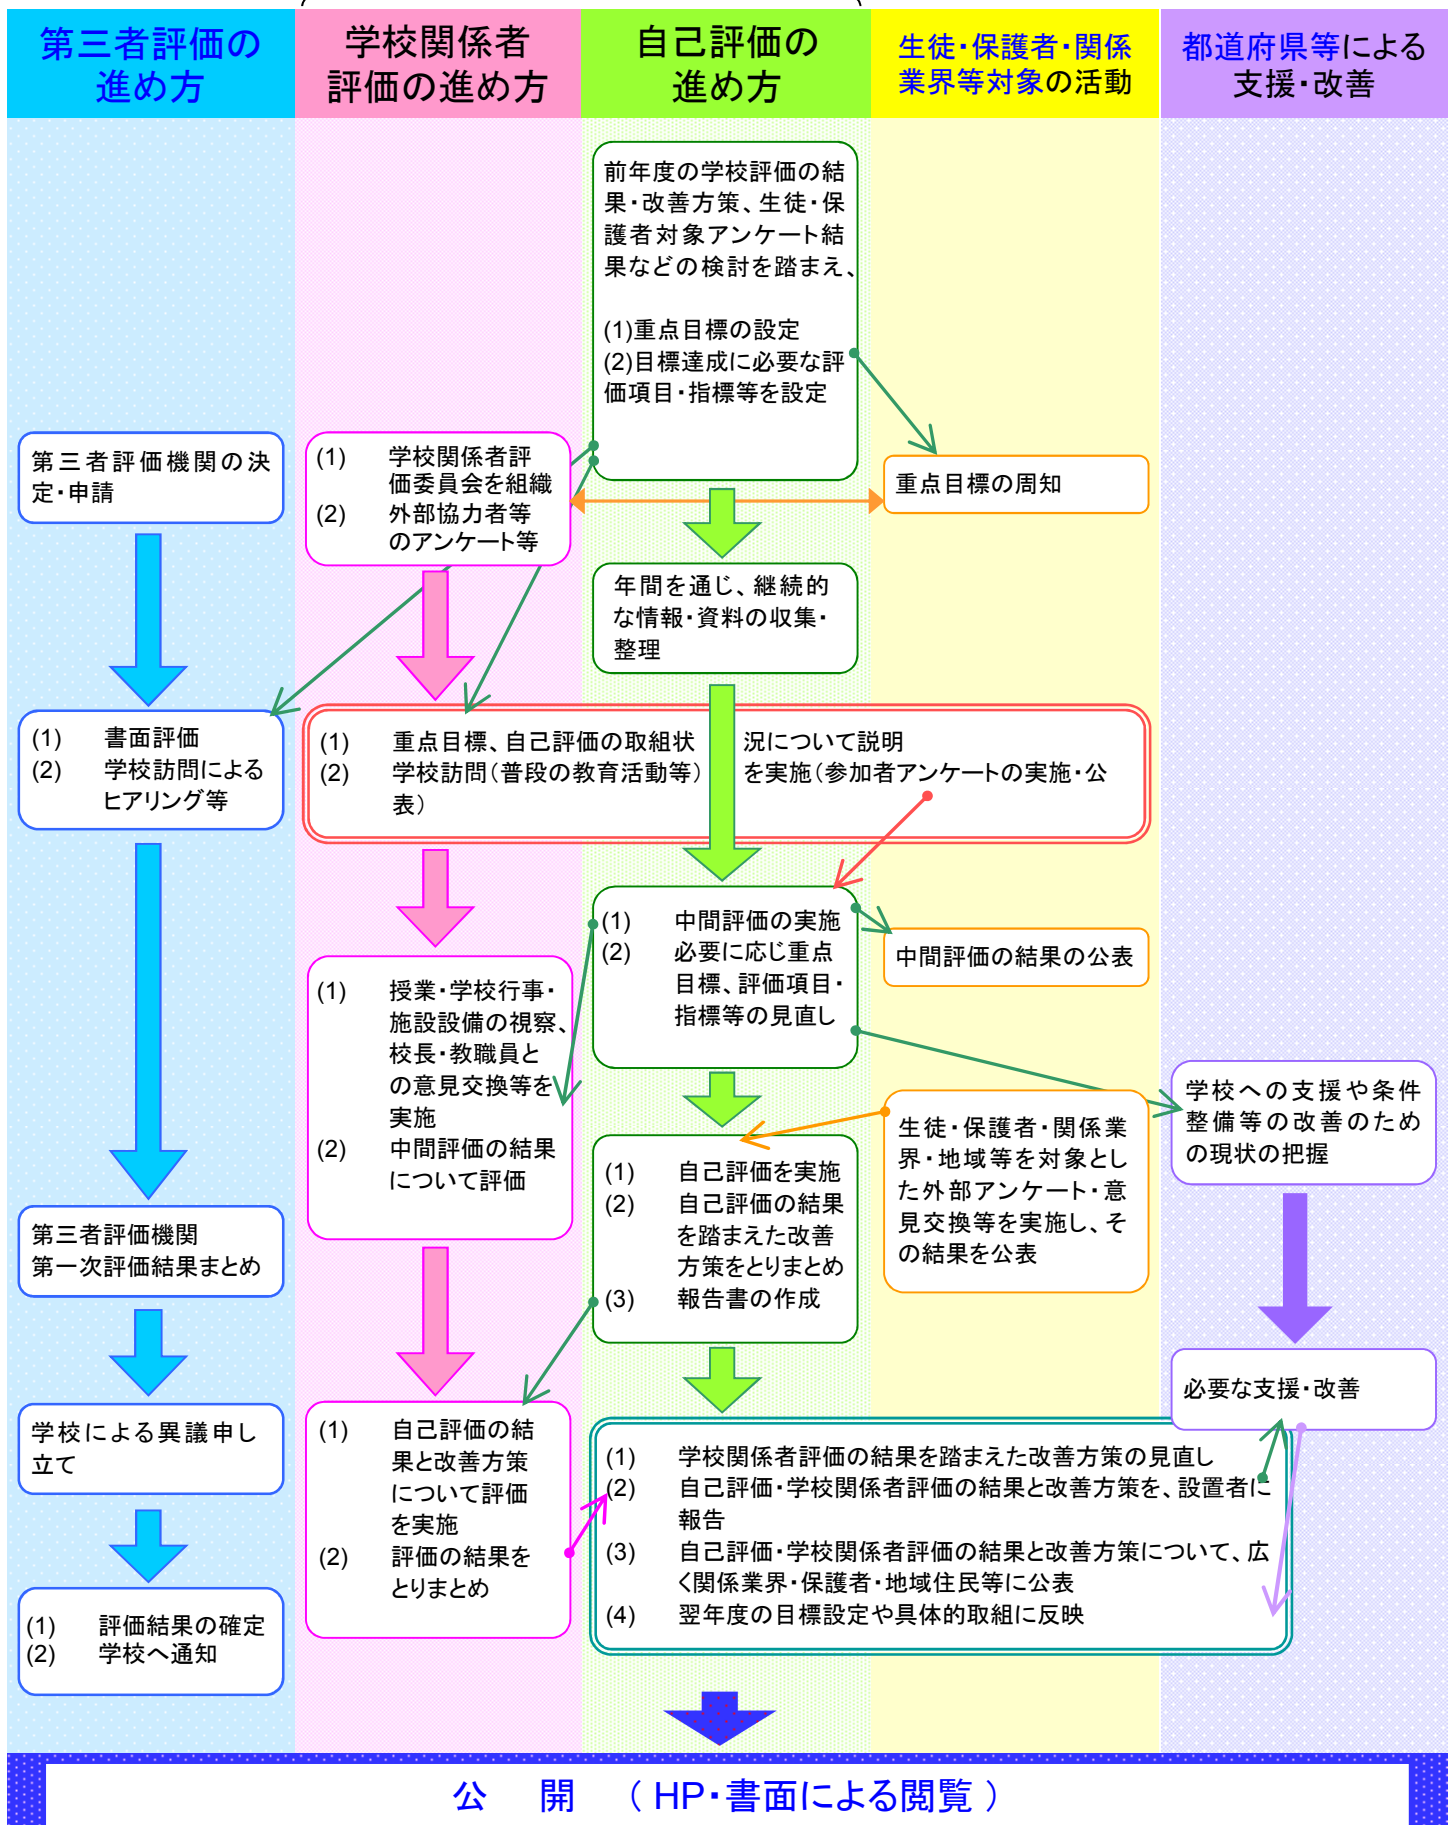 第三者評価の
進め方
学校関係者
評価の進め方
自己評価の
進め方
生徒・保護者・関係
業界等対象の活動
都道府県等による
支援・改善
前年度の学校評価の結
果・改善方策、生徒・保
護者対象アンケート結
果などの検討を踏まえ、
(1)重点目標の設定
(2)目標達成に必要な評
価項目・指標等を設定
第三者評価機関の決
定・申請
(1) 学校関係者評
価委員会を組織
(2) 外部協力者等
のアンケート等
重点目標の周知
年間を通じ、継続的
な情報・資料の収集・
整理
(1) 書面評価
(2) 学校訪問による
ヒアリング等
(1) 重点目標、自己評価の取組状 況について説明
(2) 学校訪問（普段の教育活動等） を実施（参加者アンケートの実施・公
表）
(1) 中間評価の実施
(2) 必要に応じ重点
目標、評価項目・
指標等の見直し
中間評価の結果の公表
(1) 授業・学校行事・
施設設備の視察、
校長・教職員と
の意見交換等を
実施
(2) 中間評価の結果
について評価
学校への支援や条件
整備等の改善のため
の現状の把握
生徒・保護者・関係業
界・地域等を対象とし
た外部アンケート・意
見交換等を実施し、そ
の結果を公表
(1) 自己評価を実施
(2) 自己評価の結果
を踏まえた改善
方策をとりまとめ
(3) 報告書の作成
第三者評価機関
第一次評価結果まとめ
必要な支援・改善
学校による異議申し
立て
(1) 自己評価の結
果と改善方策
について評価
を実施
(2) 評価の結果を
とりまとめ
(1) 学校関係者評価の結果を踏まえた改善方策の見直し
(2) 自己評価・学校関係者評価の結果と改善方策を、設置者に
報告
(3) 自己評価・学校関係者評価の結果と改善方策について、広
く関係業界・保護者・地域住民等に公表
(4) 翌年度の目標設定や具体的取組に反映
(1) 評価結果の確定
(2) 学校へ通知
公 開 （ HP・書面による閲覧 ）